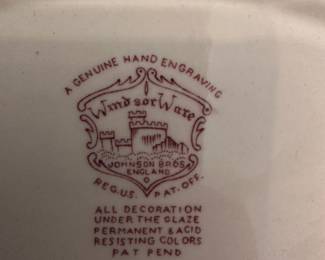 A GENUINE HAND ENGRAVING
Windsor Ware
JOHNSON BROS
ENGLAND
REG.US. PAT.OFF.
ALL DECORATION
UNDER THE GLAZE
PERMANENT & ACID
RESISTING COLORS
PAT PEND